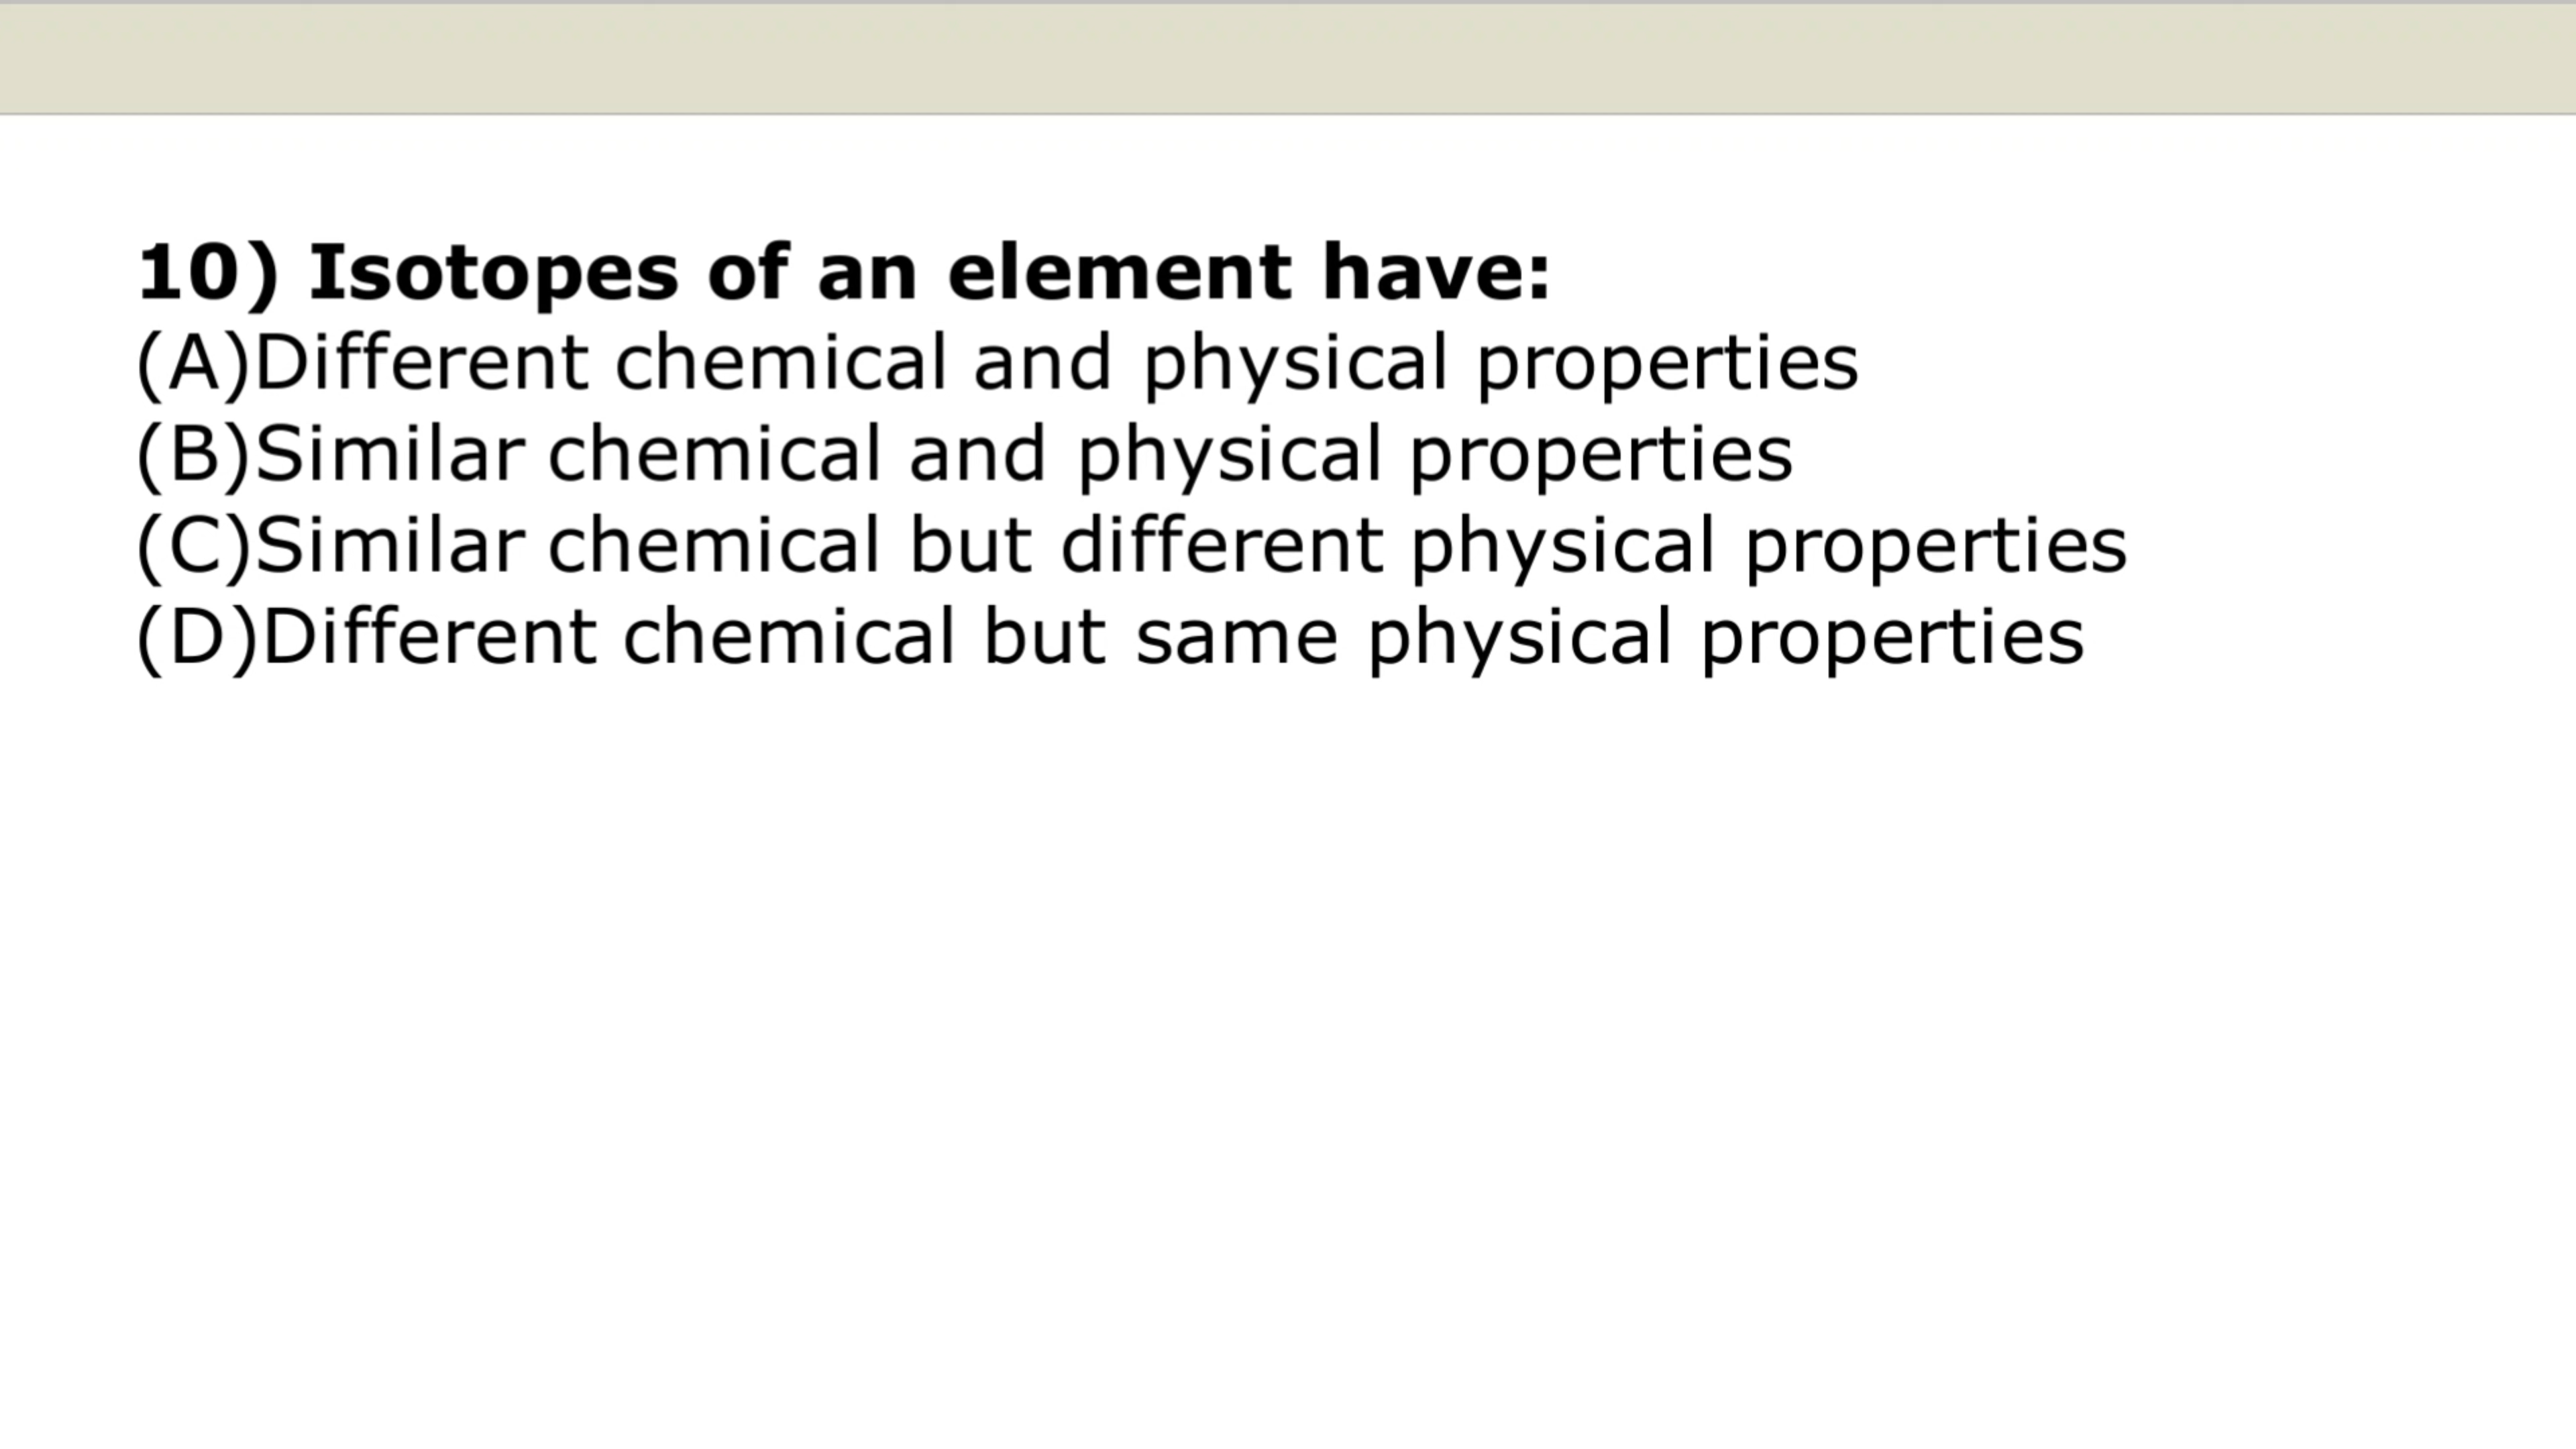 10) Isotopes of an element have:
(A)Different chemical and physical properties
(B)Similar chemical and physical properties
(C)Similar chemical but different physical properties
(D)Different chemical but same physical properties